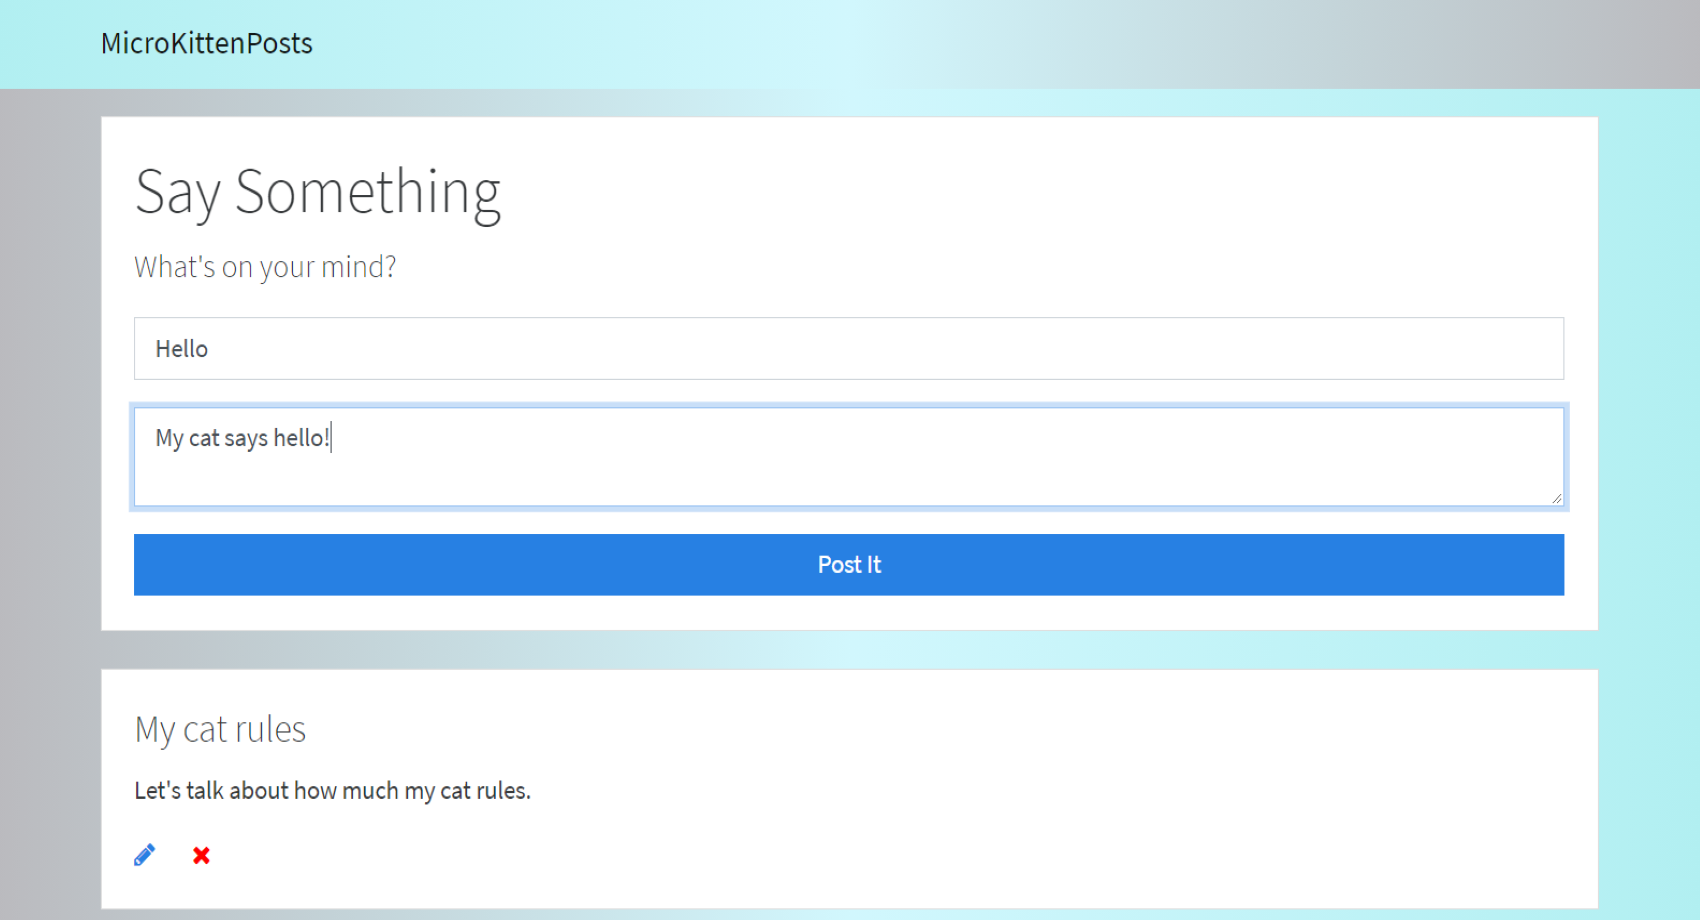 MicroKittenPosts
Say Something
What's on your mind?
Hello
My cat says hello!
Post It
My cat rules
Let's talk about how much my cat rules.